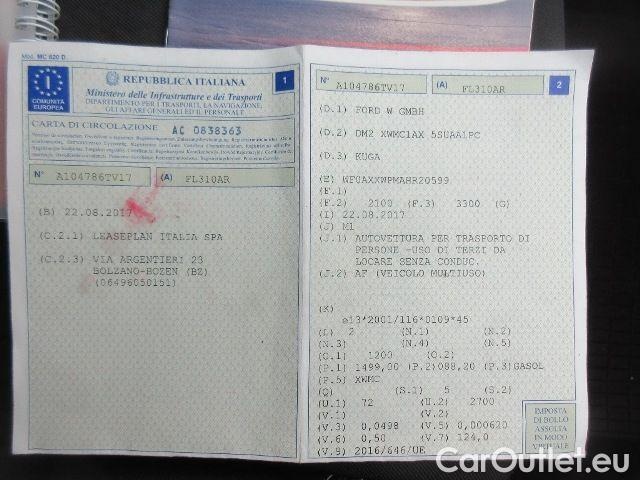 Mod. MC 820 D
I
COMUNITÀ
EUROPEA
REPUBBLICA ITALIANA
1
Ministero delle Infrastrutture e dei Trasporti
DIPARTIMENTO PER I TRASPORTI, LA NAVIGAZIONE,
GLI AFFARI GENERALI ED IL PERSONALE
CARTA DI CIRCOLAZIONE AC 0838363
N° A104786TV17 (A) FL310AR
(B) 22.08.2017
(C.2.1) LEASEPLAN ITALIA SPA
(C.2.3) VIA ARGENTIERI 23
BOLZANO-BOZEN (BZ)
(06496050151)
N° A104786TV17 (A) FL310AR 2
(D.1) FORD W GMBH
(D.2) DM2 XWMC1AX 5SUAA1PC
(D.3) KUGA
(E) WF0AXXWPMAHR20599
(F.1)
(F.2) 2100 (F.3) 3300 (G)
(I) 22.08.2017
(J) M1
(J.1) AUTOVETTURA PER TRASPORTO DI
PERSONE -USO DI TERZI DA
LOCARE SENZA CONDUC.
(J.2) AF (VEICOLO MULTIUSO)
(K)
e13*2001/116*0109*45
(L) 2 (N.1) (N.2)
(N.3) (N.4) (N.5)
(O.1) 1200 (O.2)
(P.1) 1499,00 (P.2)088,20 (P.3)GASOL
(P.5) XWMC
(Q) (S.1) 5 (S.2)
(U.1) 72 (U.2) 2700
(V.1) (V.2)
(V.3) 0,0498 (V.5) 0,000620
(V.6) 0,50 (V.7) 124,0
(V.9) 2016/646/UE
IMPOSTA
DI BOLLO
ASSOLTA
IN MODO
VIRTUALE
CarOutlet.eu